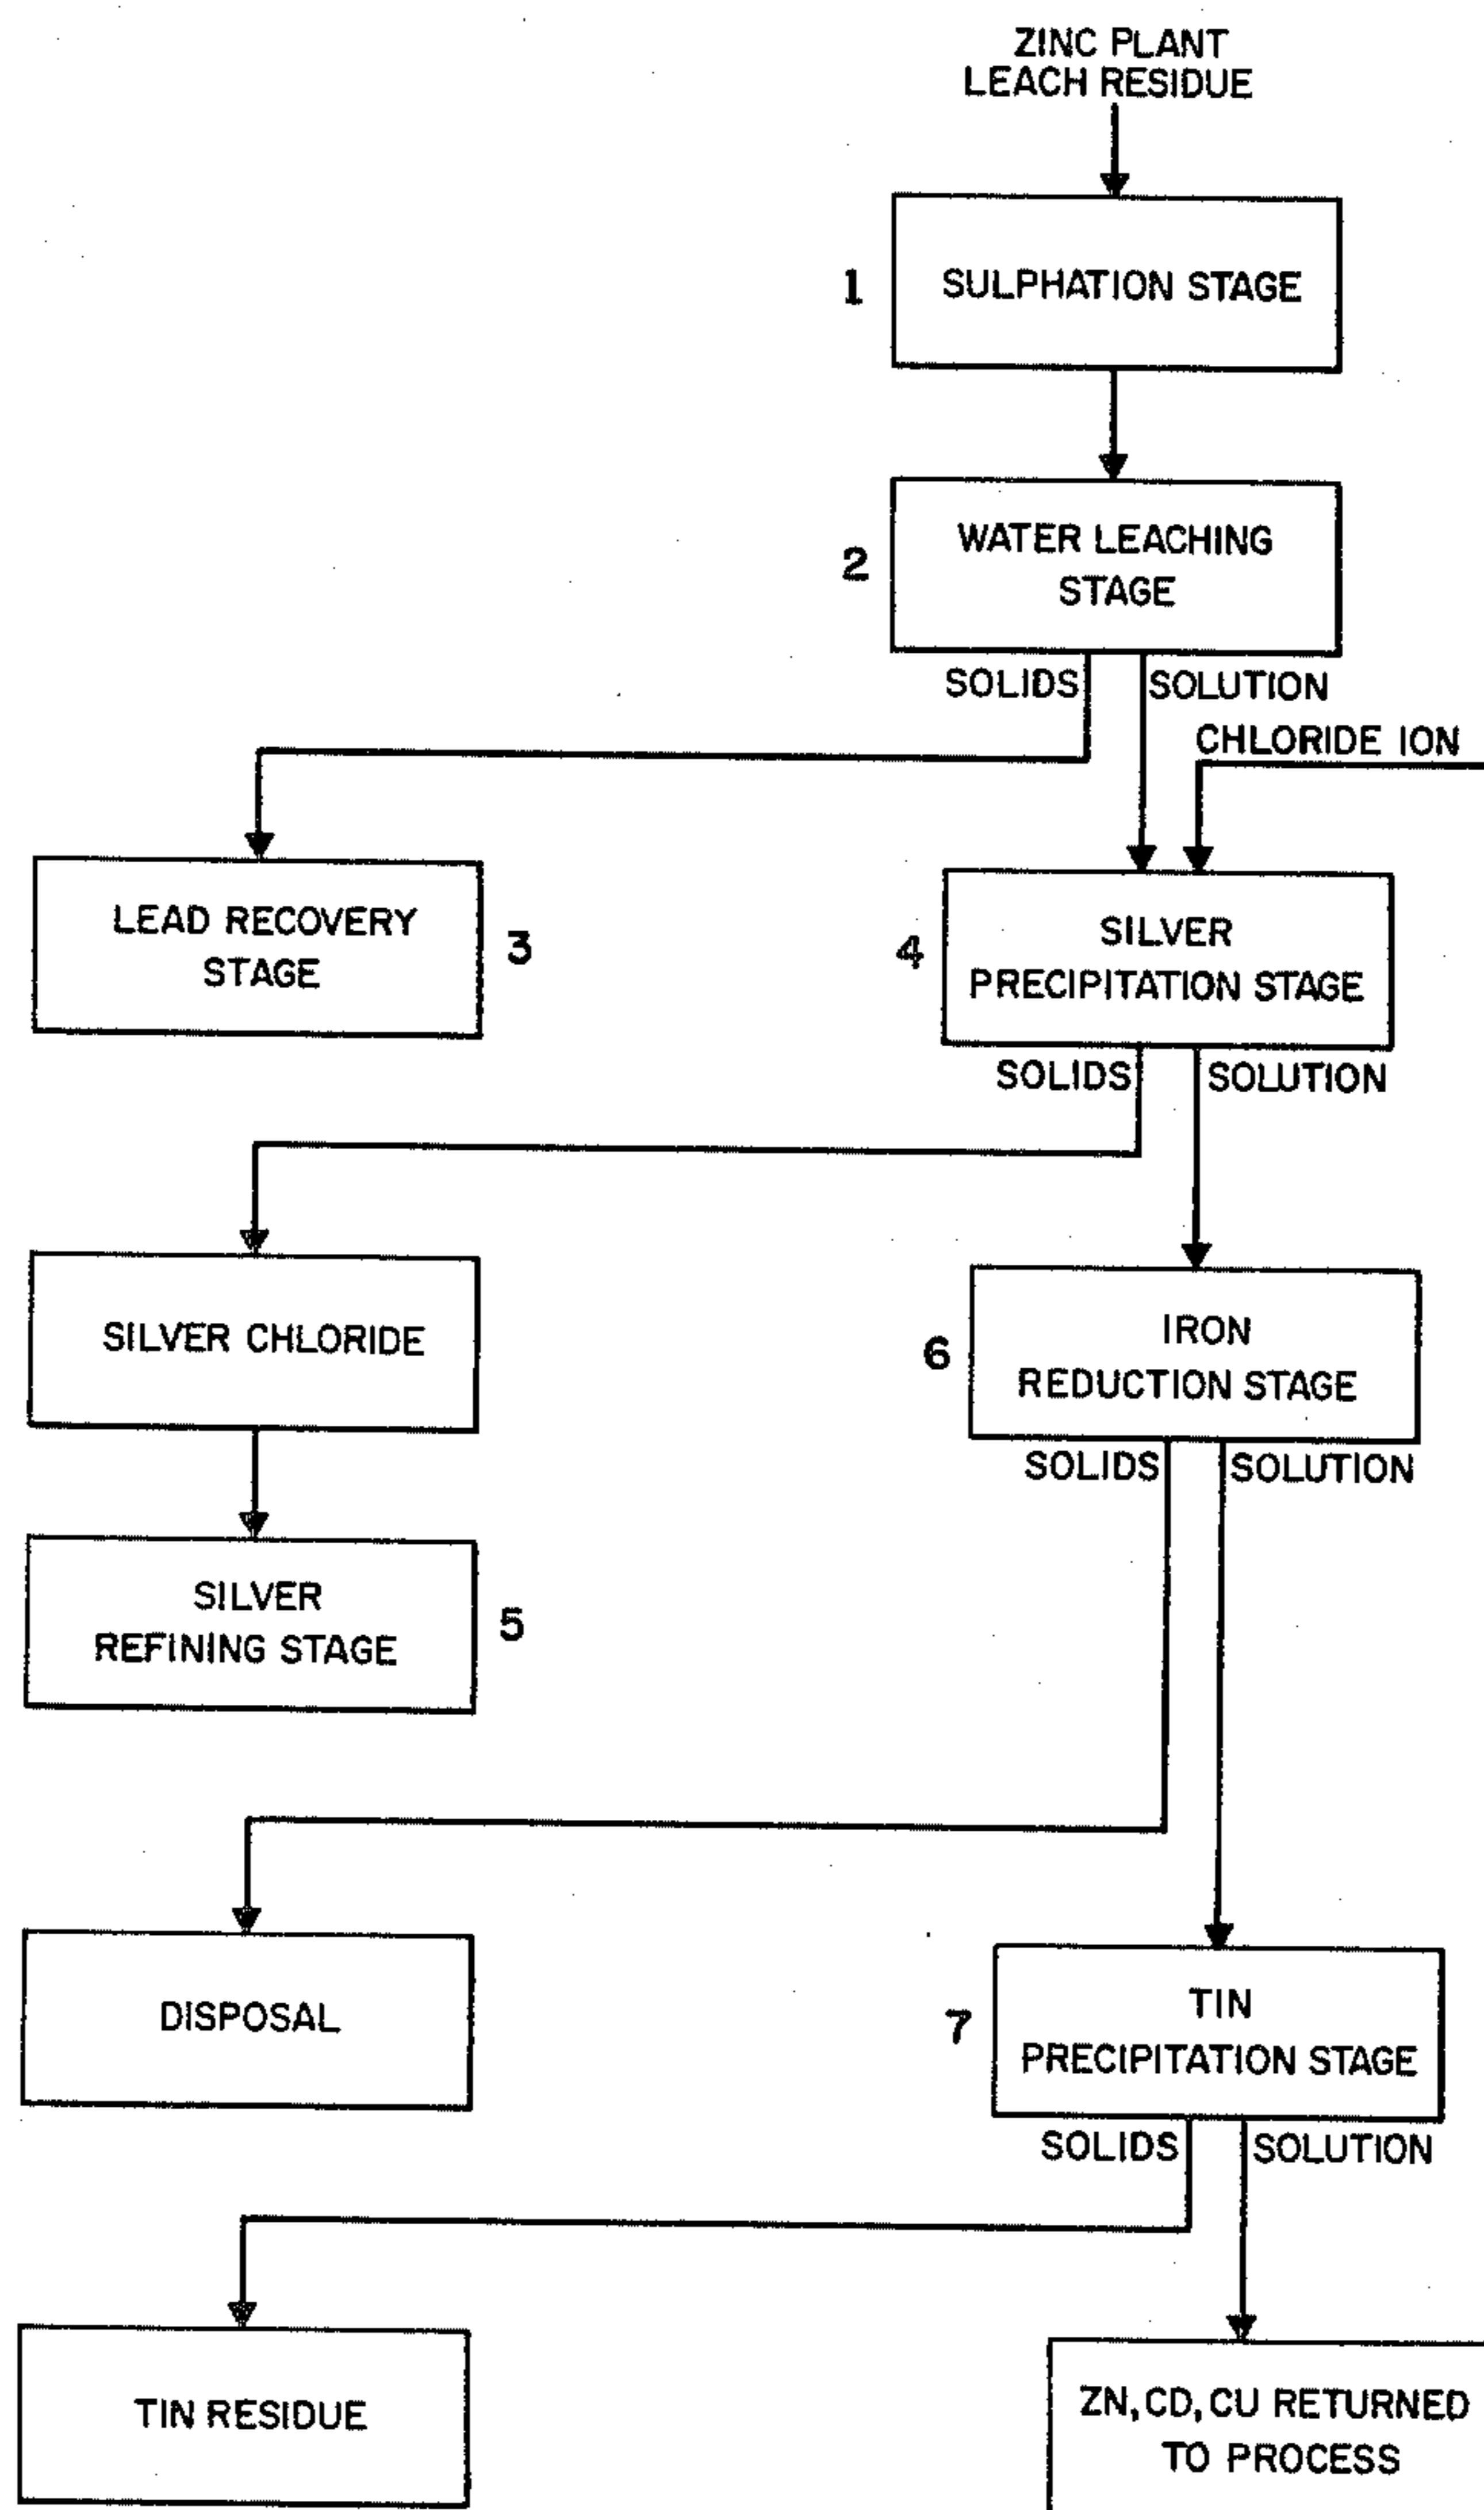 ZINC PLANT
LEACH RESIDUE
1
SULPHATION STAGE
2
WATER LEACHING
STAGE
SOLIDS
SOLUTION
CHLORIDE ION
LEAD RECOVERY
STAGE
3
4
SILVER
PRECIPITATION STAGE
SOLIDS
SOLUTION
SILVER CHLORIDE
6
IRON
REDUCTION STAGE
SOLIDS
SOLUTION
SILVER
REFINING STAGE
5
DISPOSAL
7
TIN
PRECIPITATION STAGE
SOLIDS
SOLUTION
TIN RESIDUE
ZN, CD, CU RETURNED
TO PROCESS